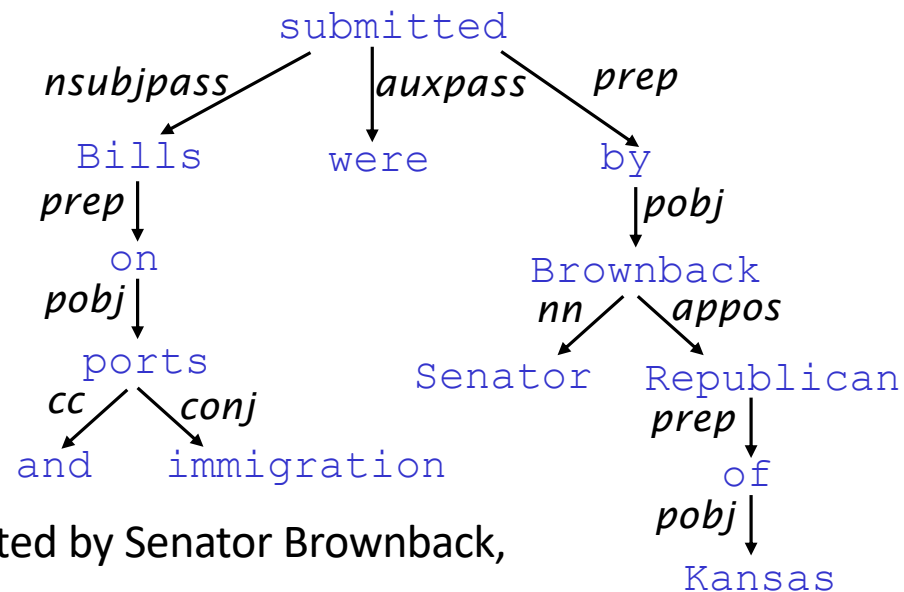 submitted
nsubjpass auxpass prep
Bills were by
prep pobj
on Brownback
pobj nn appos
ports Senator Republican
cc conj prep
and immigration of
ted by Senator Brownback, pobj
Kansas